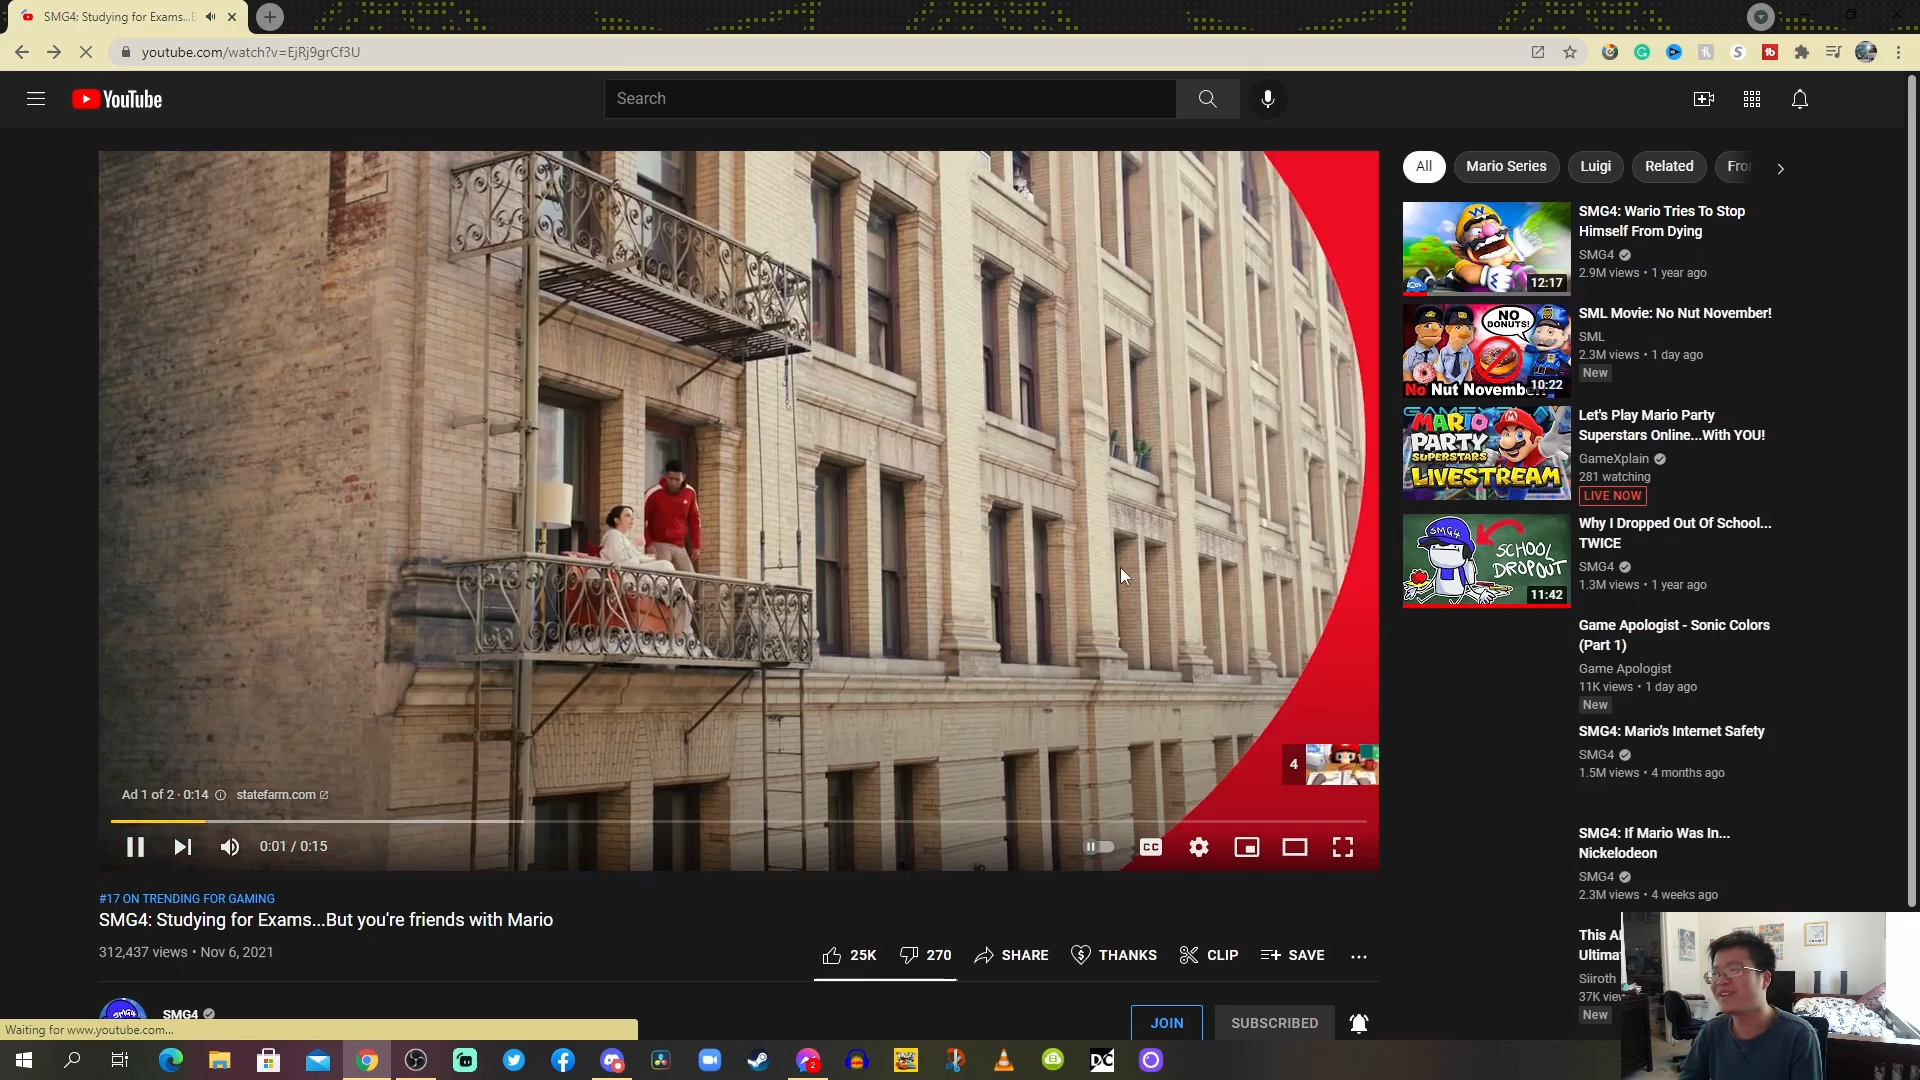 SMG4: Studying for Exams...
youtube.com/watch?v=EjRj9grCf3U
YouTube
Search
All
Mario Series
Luigi
Related
SMG4: Wario Tries To Stop
Himself From Dying
SMG4
2.9M views • 1 year ago
12:17
SML Movie: No Nut November!
SML
2.3M views • 1 day ago
New
NO
DONUTS!
No Nut November
10:22
Let's Play Mario Party
Superstars Online...With YOU!
GameXplain
281 watching
LIVE NOW
MARIO
PARTY
SUPERSTARS
LIVESTREAM
Why I Dropped Out Of School...
TWICE
SMG4
1.3M views • 1 year ago
SMG4
SCHOOL
DROPOUT
11:42
Game Apologist - Sonic Colors
(Part 1)
Game Apologist
11K views • 1 day ago
New
SMG4: Mario's Internet Safety
SMG4
1.5M views • 4 months ago
SMG4: If Mario Was In...
Nickelodeon
SMG4
2.3M views • 4 weeks ago
Siiroth
New
4
Ad 1 of 2 · 0:14
statefarm.com
0:01 / 0:15
CC
#17 ON TRENDING FOR GAMING
SMG4: Studying for Exams...But you're friends with Mario
312,437 views • Nov 6, 2021
25K
270
SHARE
THANKS
CLIP
SAVE
SMG4
SMG4
JOIN
SUBSCRIBED
Waiting for www.youtube.com...
2
DC